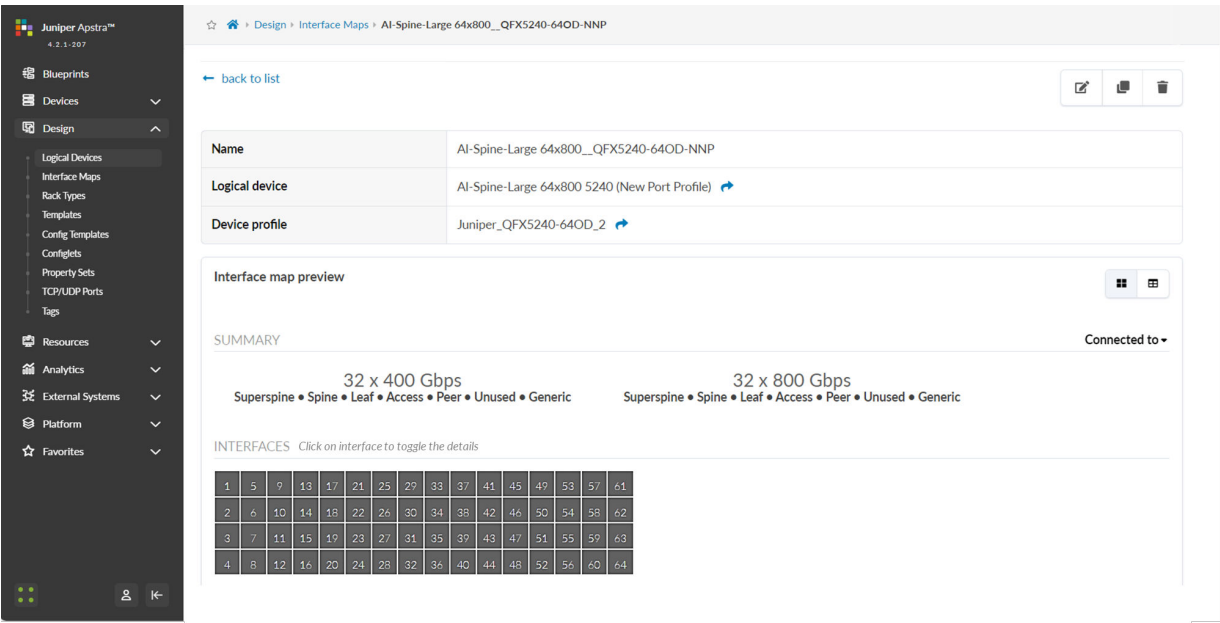 Juniper Apstra™
4.2.1-207
Blueprints
Devices
Design
Logical Devices
Interface Maps
Rack Types
Templates
Config Templates
Configlets
Property Sets
TCP/UDP Ports
Tags
Resources
Analytics
External Systems
Platform
Favorites
Design › Interface Maps › AI-Spine-Large 64x800__QFX5240-64OD-NNP
← back to list
Name AI-Spine-Large 64x800__QFX5240-64OD-NNP
Logical device AI-Spine-Large 64x800 5240 (New Port Profile)
Device profile Juniper_QFX5240-64OD_2
Interface map preview
SUMMARY Connected to
32 x 400 Gbps 32 x 800 Gbps
Superspine • Spine • Leaf • Access • Peer • Unused • Generic Superspine • Spine • Leaf • Access • Peer • Unused • Generic
INTERFACES Click on interface to toggle the details
1 5 9 13 17 21 25 29 33 37 41 45 49 53 57 61
2 6 10 14 18 22 26 30 34 38 42 46 50 54 58 62
3 7 11 15 19 23 27 31 35 39 43 47 51 55 59 63
4 8 12 16 20 24 28 32 36 40 44 48 52 56 60 64